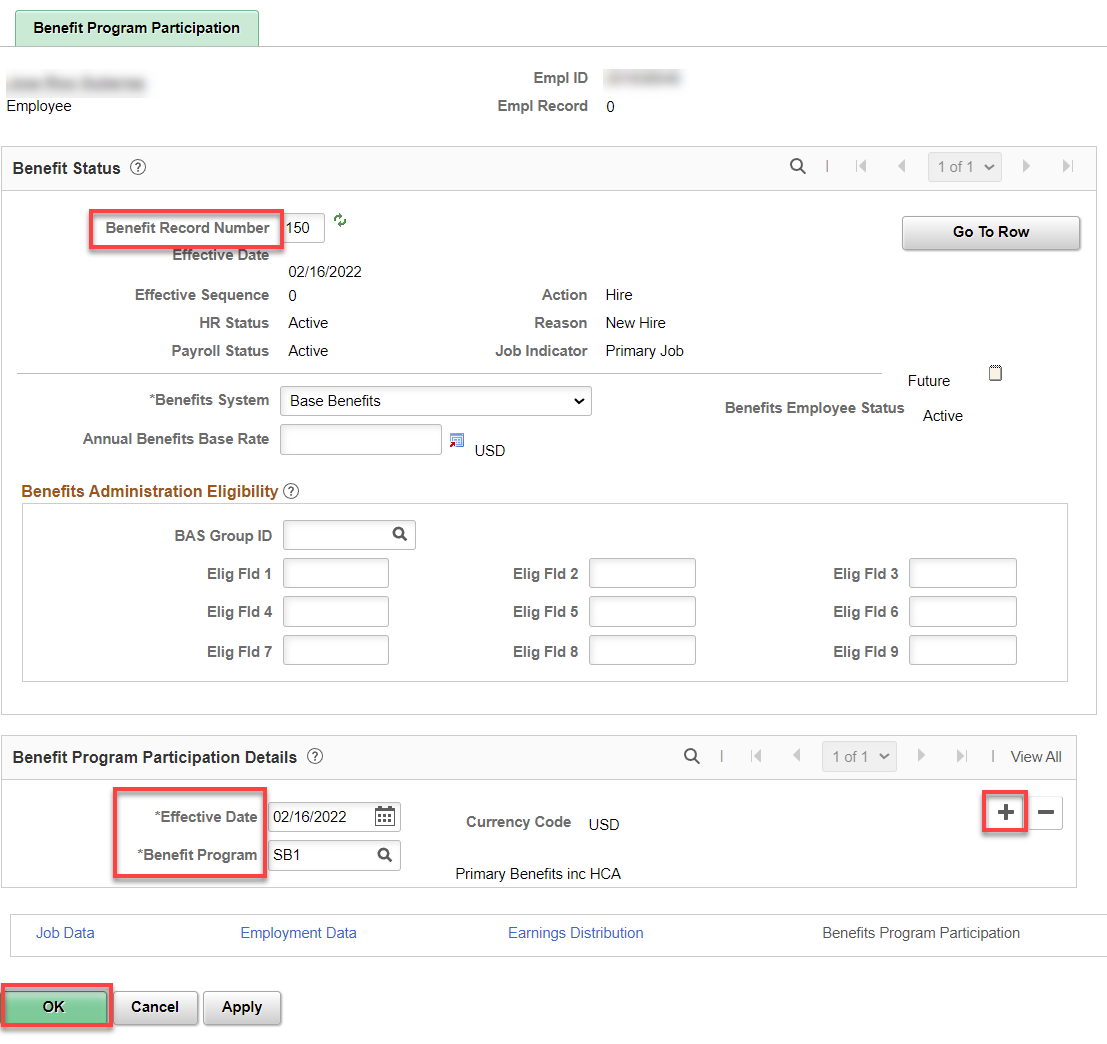 Benefit Program Participation
Empl ID
Employee Empl Record 0
Benefit Status ? 1 of 1
Benefit Record Number 150 Go To Row
Effective Date
02/16/2022
Effective Sequence 0 Action Hire
HR Status Active Reason New Hire
Payroll Status Active Job Indicator Primary Job
Future
*Benefits System Base Benefits
Benefits Employee Status Active
Annual Benefits Base Rate USD
Benefits Administration Eligibility ?
BAS Group ID
Elig Fld 1 Elig Fld 2 Elig Fld 3
Elig Fld 4 Elig Fld 5 Elig Fld 6
Elig Fld 7 Elig Fld 8 Elig Fld 9
Benefit Program Participation Details ? 1 of 1 View All
*Effective Date 02/16/2022 Currency Code USD
*Benefit Program SB1
Primary Benefits inc HCA
Job Data Employment Data Earnings Distribution Benefits Program Participation
OK Cancel Apply